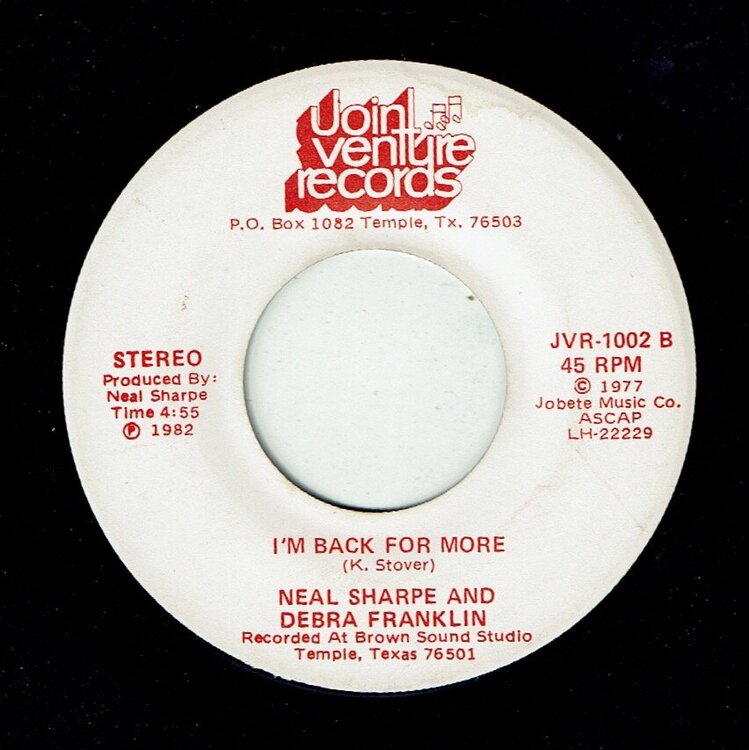 Joint
venture
records
P.O. Box 1082 Temple, Tx. 76503
STEREO
Produced By:
Neal Sharpe
Time 4:55
℗ 1982
JVR-1002 B
45 RPM
© 1977
Jobete Music Co.
ASCAP
LH-22229
I'M BACK FOR MORE
(K. Stover)
NEAL SHARPE AND
DEBRA FRANKLIN
Recorded At Brown Sound Studio
Temple, Texas 76501